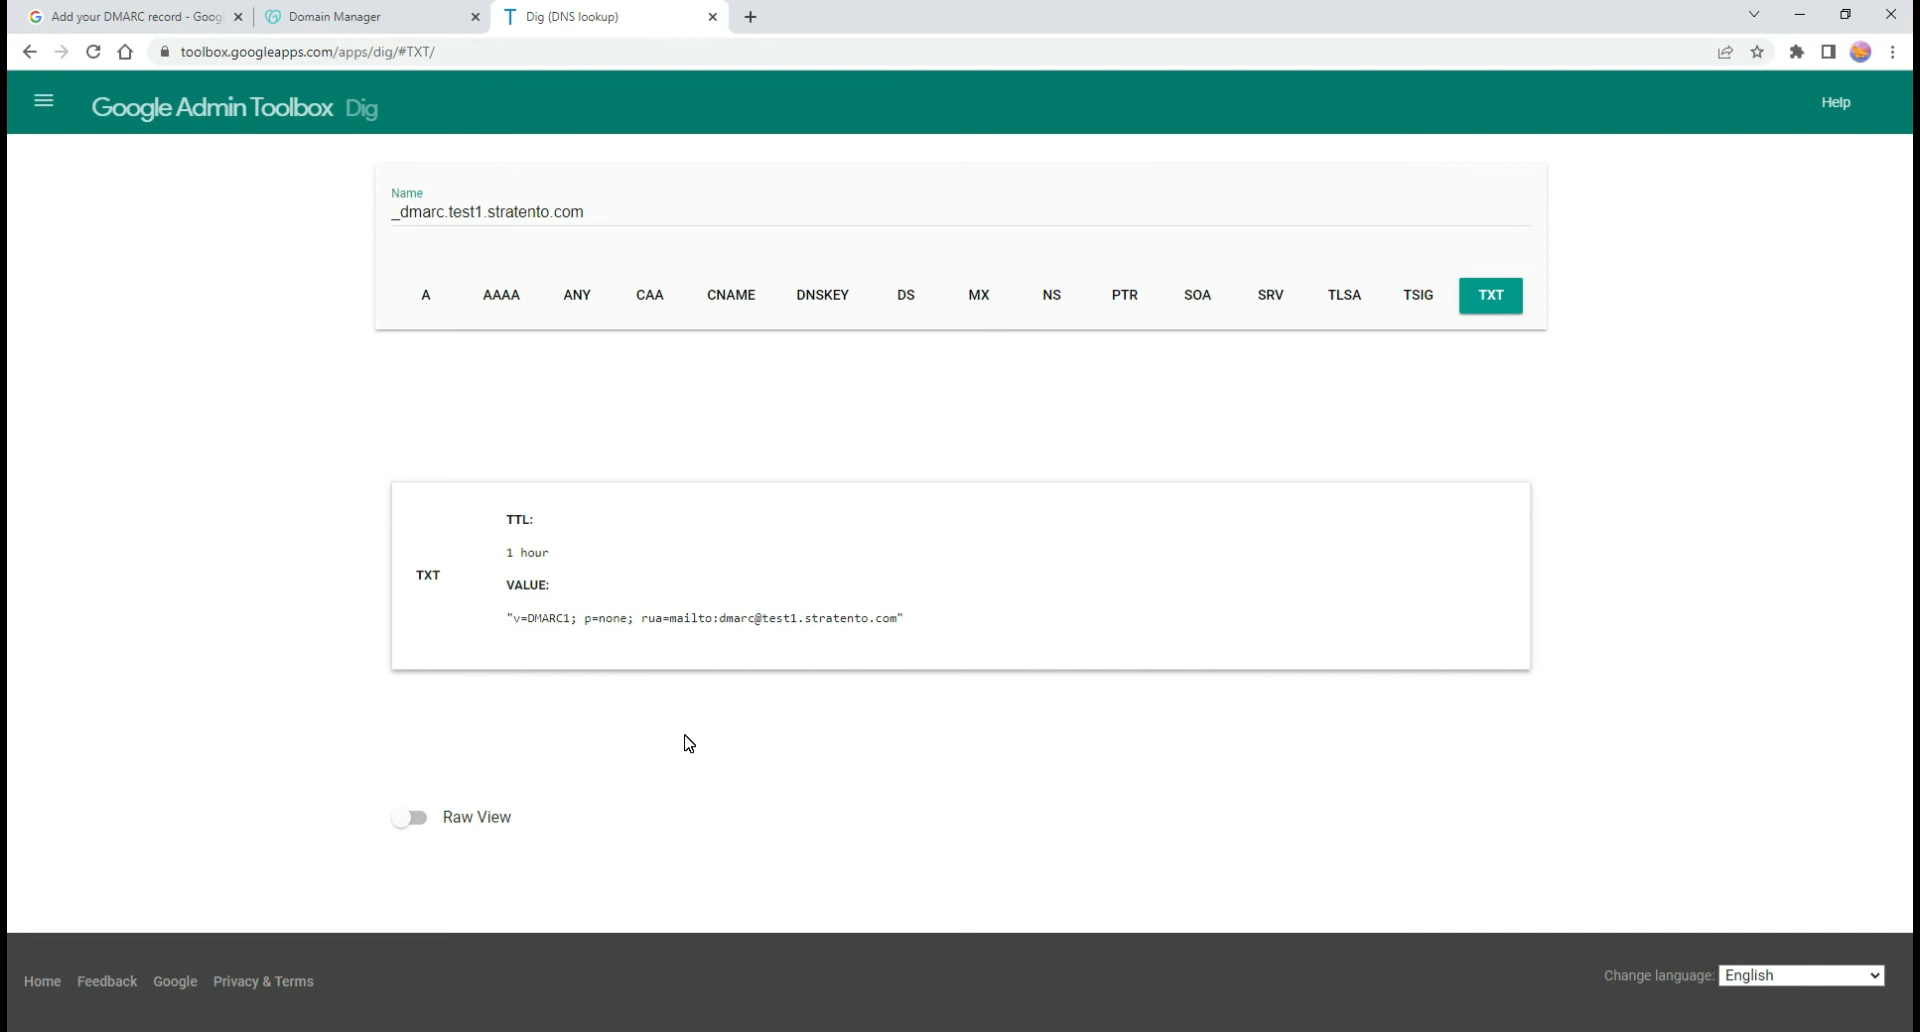 Add your DMARC record - Goog
Domain Manager
Dig (DNS lookup)
toolbox.googleapps.com/apps/dig/#TXT/
Google Admin Toolbox Dig
Help
Name
_dmarc.test1.stratento.com
A AAAA ANY CAA CNAME DNSKEY DS MX NS PTR SOA SRV TLSA TSIG TXT
TTL:
1 hour
TXT
VALUE:
"v=DMARC1; p=none; rua=mailto:dmarc@test1.stratento.com"
Raw View
Home Feedback Google Privacy & Terms
Change language: English